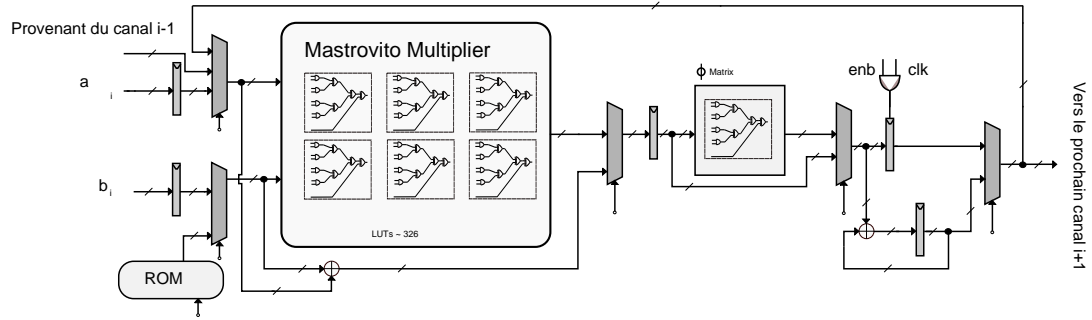 Provenant du canal i-1
a i
b i
ROM
Mastrovito Multiplier
LUTs ~ 326
ϕ Matrix
enb
clk
Vers le prochain canal i+1